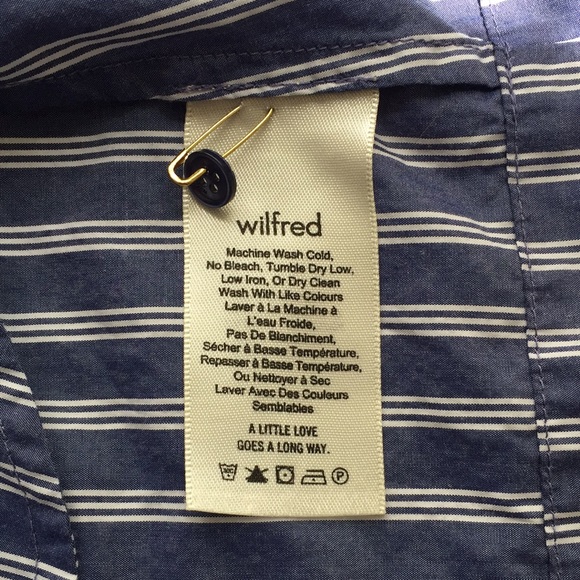 wilfred
Machine Wash Cold,
No Bleach, Tumble Dry Low,
Low Iron, Or Dry Clean
Wash With Like Colours
Laver à La Machine à
L'eau Froide,
Pas De Blanchiment,
Sécher à Basse Température,
Repasser à Basse Température,
Ou Nettoyer à Sec
Laver Avec Des Couleurs
Semblables
A LITTLE LOVE
GOES A LONG WAY.
30C P